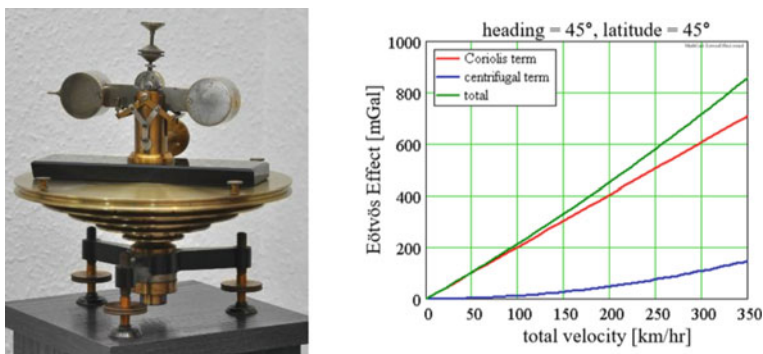 heading = 45°, latitude = 45°
1000
800
600
400
200
0
Eötvös Effect [mGal]
Coriolis term
centrifugal term
total
0 50 100 150 200 250 300 350
total velocity [km/hr]